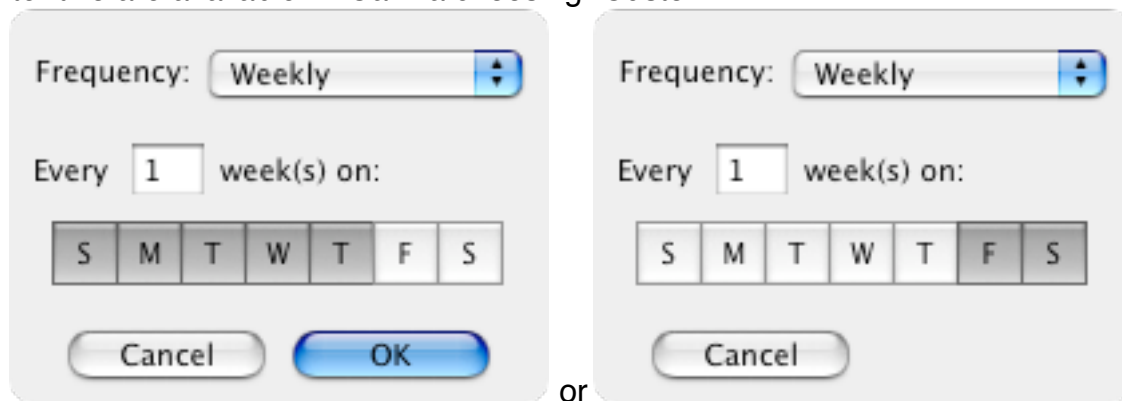 Frequency: Weekly
Every 1 week(s) on:
S M T W T F S
Cancel OK
or
Frequency: Weekly
Every 1 week(s) on:
S M T W T F S
Cancel